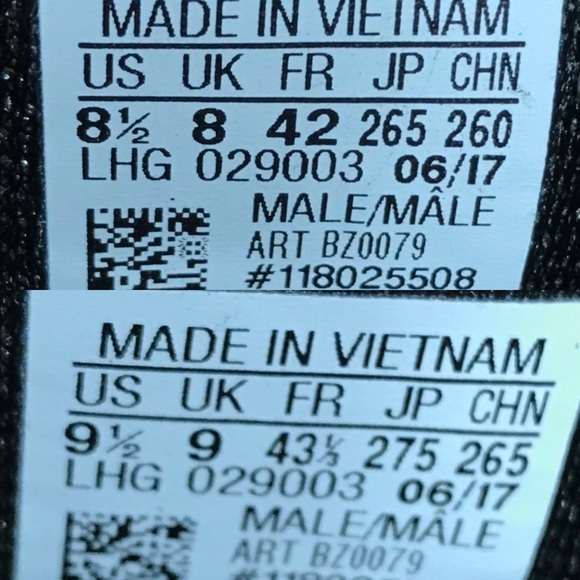 MADE IN VIETNAM
US UK FR JP CHN
8½ 8 42 265 260
LHG 029003 06/17
MALE/MÂLE
ART BZ0079
#118025508
MADE IN VIETNAM
US UK FR JP CHN
9½ 9 43⅓ 275 265
LHG 029003 06/17
MALE/MÂLE
ART BZ0079